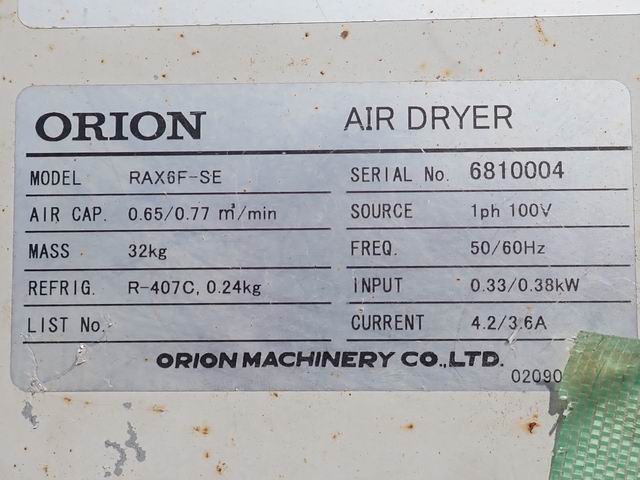 ORION AIR DRYER
MODEL RAX6F-SE SERIAL No. 6810004
AIR CAP. 0.65/0.77 m³/min SOURCE 1ph 100V
MASS 32kg FREQ. 50/60Hz
REFRIG. R-407C, 0.24kg INPUT 0.33/0.38kW
LIST No. CURRENT 4.2/3.6A
ORION MACHINERY CO.,LTD.
02090